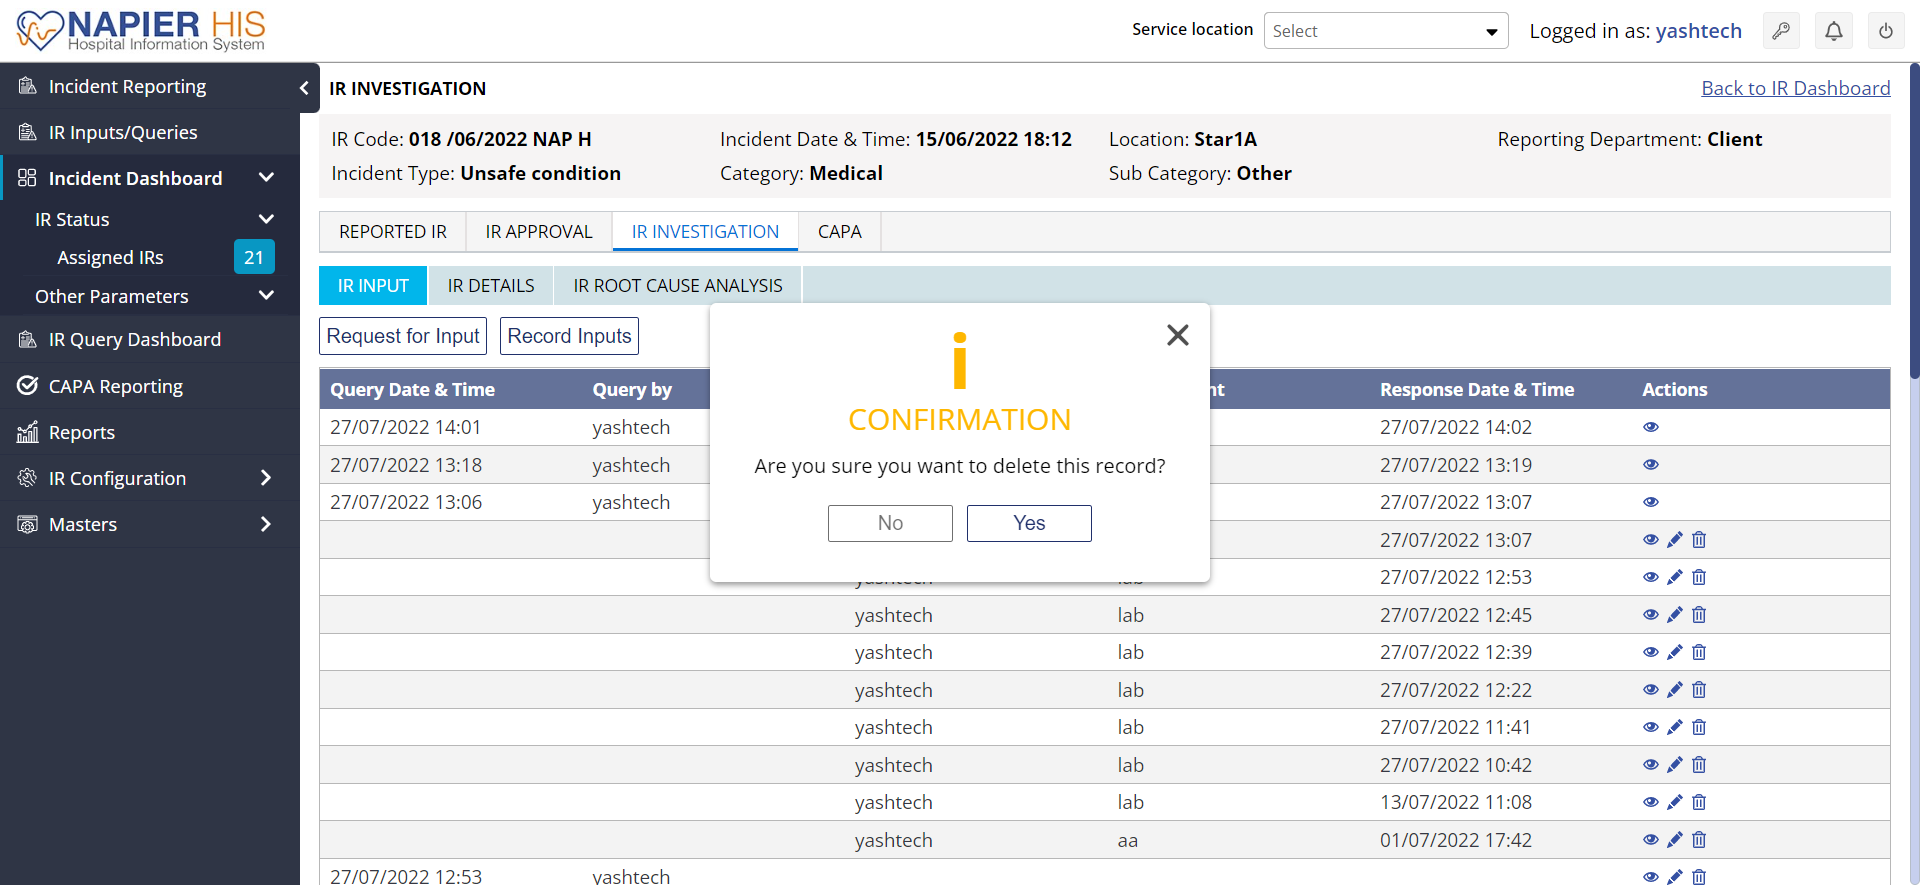 NAPIER HIS
Hospital Information System
Service location
Select
Logged in as: yashtech
Incident Reporting
IR Inputs/Queries
Incident Dashboard
IR Status
Assigned IRs 21
Other Parameters
IR Query Dashboard
CAPA Reporting
Reports
IR Configuration
Masters
IR INVESTIGATION
Back to IR Dashboard
IR Code: 018 /06/2022 NAP H
Incident Date & Time: 15/06/2022 18:12
Location: Star1A
Reporting Department: Client
Incident Type: Unsafe condition
Category: Medical
Sub Category: Other
REPORTED IR
IR APPROVAL
IR INVESTIGATION
CAPA
IR INPUT
IR DETAILS
IR ROOT CAUSE ANALYSIS
Request for Input
Record Inputs
CONFIRMATION
Are you sure you want to delete this record?
No
Yes
Query Date & Time Query by nt Response Date & Time Actions
27/07/2022 14:01 yashtech 27/07/2022 14:02
27/07/2022 13:18 yashtech 27/07/2022 13:19
27/07/2022 13:06 yashtech 27/07/2022 13:07
27/07/2022 13:07
yashtech lab 27/07/2022 12:53
yashtech lab 27/07/2022 12:45
yashtech lab 27/07/2022 12:39
yashtech lab 27/07/2022 12:22
yashtech lab 27/07/2022 11:41
yashtech lab 27/07/2022 10:42
yashtech lab 13/07/2022 11:08
yashtech aa 01/07/2022 17:42
27/07/2022 12:53 yashtech